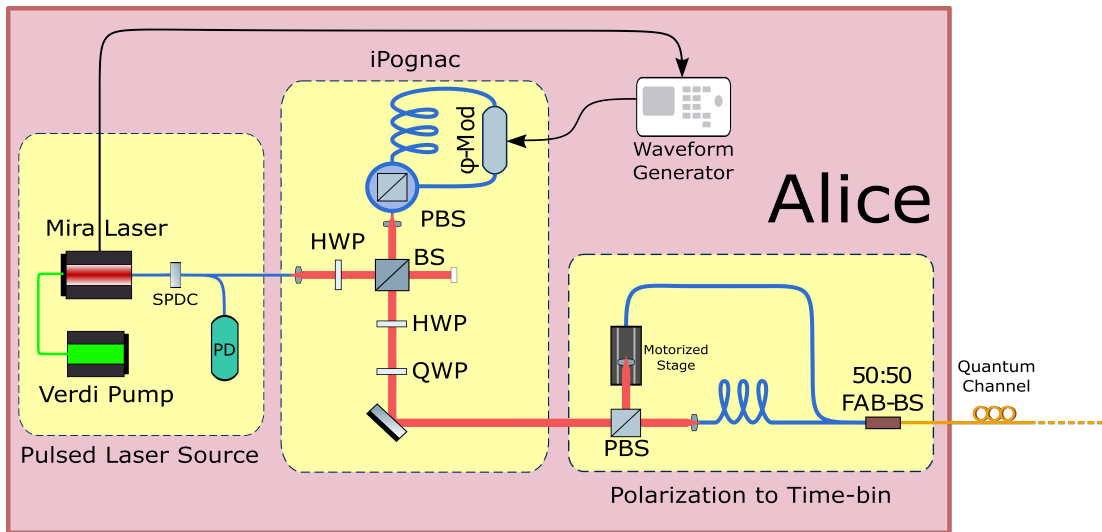 iPognac
φ-Mod
Waveform
Generator
Alice
PBS
Mira Laser
HWP
BS
SPDC
HWP
PD
QWP
Verdi Pump
Motorized
Stage
50:50
FAB-BS
Quantum
Channel
PBS
Pulsed Laser Source
Polarization to Time-bin